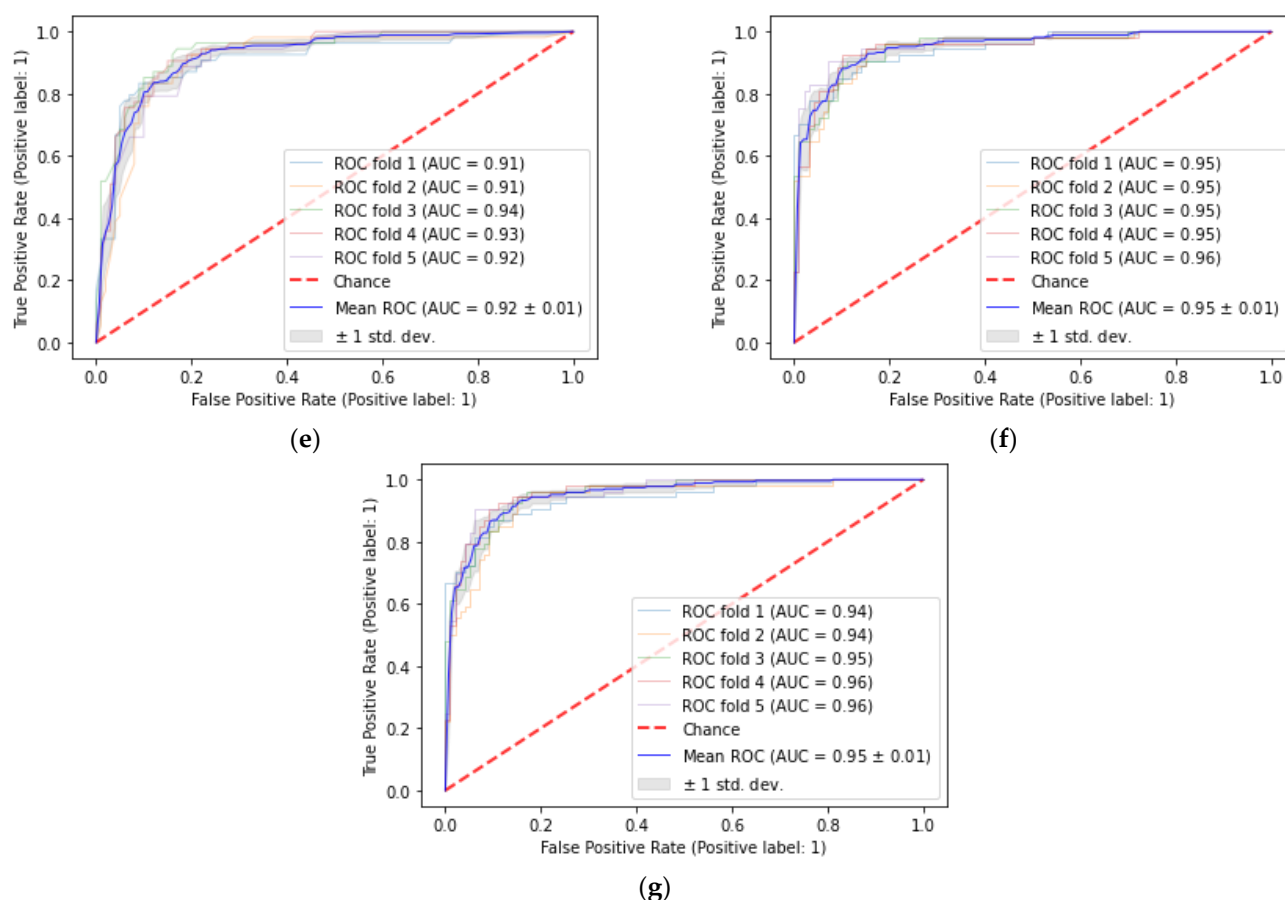 1.0
0.8
0.6
0.4
0.2
0.0
True Positive Rate (Positive label: 1)
ROC fold 1 (AUC = 0.91)
ROC fold 2 (AUC = 0.91)
ROC fold 3 (AUC = 0.94)
ROC fold 4 (AUC = 0.93)
ROC fold 5 (AUC = 0.92)
Chance
Mean ROC (AUC = 0.92 ± 0.01)
± 1 std. dev.
0.0 0.2 0.4 0.6 0.8 1.0
False Positive Rate (Positive label: 1)
(e)
1.0
0.8
0.6
0.4
0.2
0.0
True Positive Rate (Positive label: 1)
ROC fold 1 (AUC = 0.95)
ROC fold 2 (AUC = 0.95)
ROC fold 3 (AUC = 0.95)
ROC fold 4 (AUC = 0.95)
ROC fold 5 (AUC = 0.96)
Chance
Mean ROC (AUC = 0.95 ± 0.01)
± 1 std. dev.
0.0 0.2 0.4 0.6 0.8 1.0
False Positive Rate (Positive label: 1)
(f)
1.0
0.8
0.6
0.4
0.2
0.0
True Positive Rate (Positive label: 1)
ROC fold 1 (AUC = 0.94)
ROC fold 2 (AUC = 0.94)
ROC fold 3 (AUC = 0.95)
ROC fold 4 (AUC = 0.96)
ROC fold 5 (AUC = 0.96)
Chance
Mean ROC (AUC = 0.95 ± 0.01)
± 1 std. dev.
0.0 0.2 0.4 0.6 0.8 1.0
False Positive Rate (Positive label: 1)
(g)